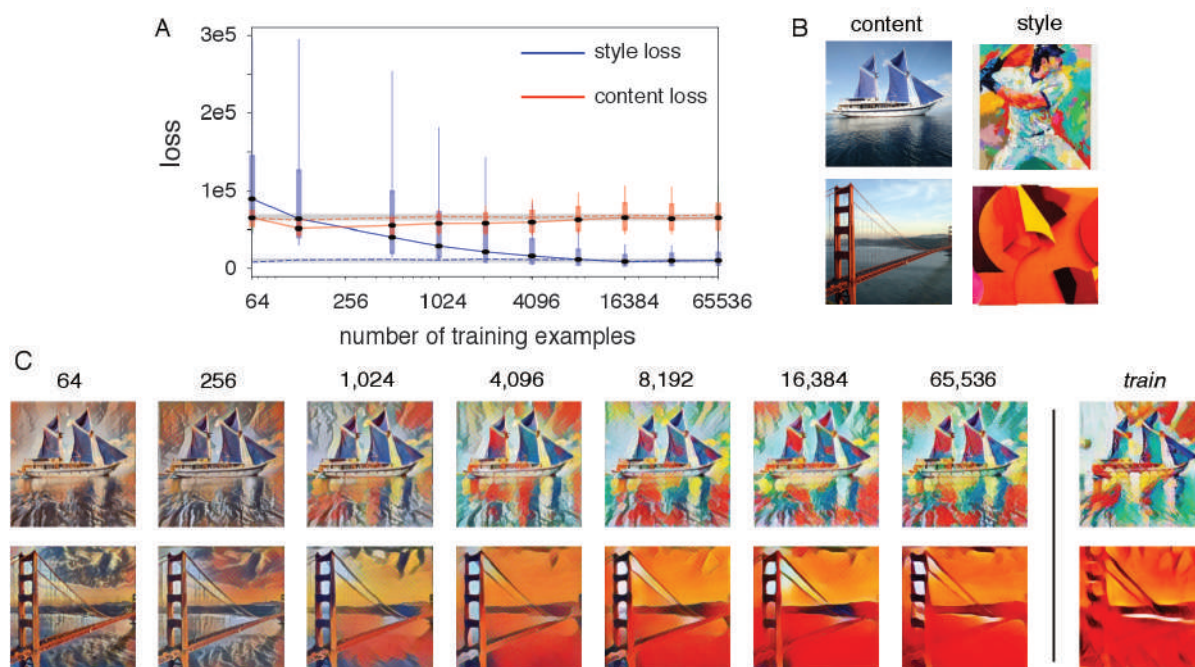 A
3e5
2e5
1e5
0
loss
style loss
content loss
64 256 1024 4096 16384 65536
number of training examples
B
content style
C
64 256 1,024 4,096 8,192 16,384 65,536 train